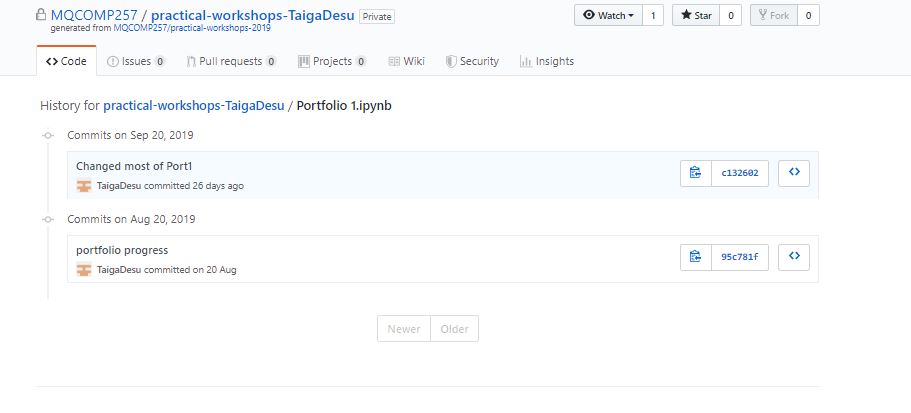 MQCOMP257 / practical-workshops-TaigaDesu Private
generated from MQCOMP257/practical-workshops-2019
Watch 1 Star 0 Fork 0
Code Issues 0 Pull requests 0 Projects 0 Wiki Security Insights
History for practical-workshops-TaigaDesu / Portfolio 1.ipynb
Commits on Sep 20, 2019
Changed most of Port1
TaigaDesu committed 26 days ago
c132602
Commits on Aug 20, 2019
portfolio progress
TaigaDesu committed on 20 Aug
95c781f
Newer Older